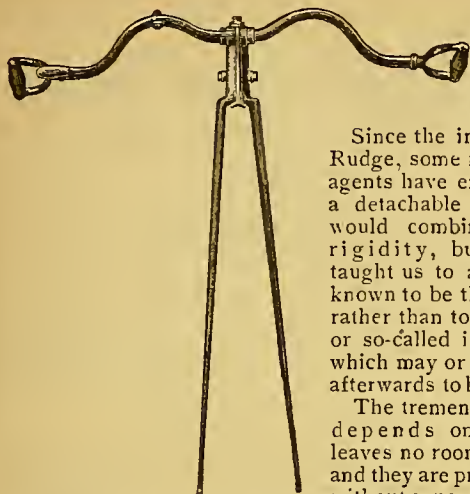 Since the in
Rudge, some
agents have e
a detachable
would combin
rigidity, bu
taught us to a
known to be th
rather than to
or so-called i
which may or
afterwards to b
The tremen
depends on
leaves no room
and they are pr